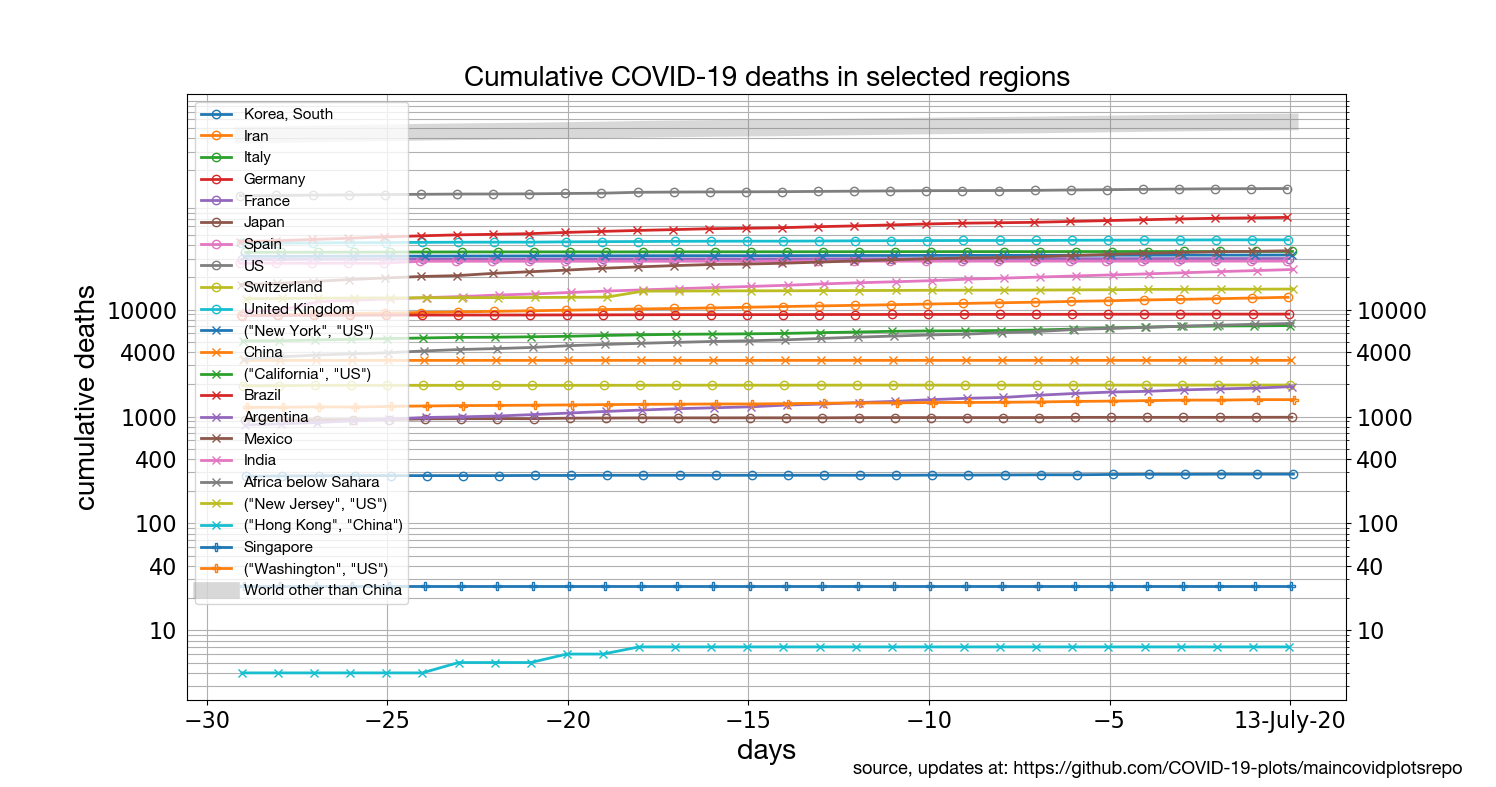 Cumulative COVID-19 deaths in selected regions
Korea, South
Iran
Italy
Germany
France
Japan
Spain
US
Switzerland
United Kingdom
("New York", "US")
China
("California", "US")
Brazil
Argentina
Mexico
India
Africa below Sahara
("New Jersey", "US")
("Hong Kong", "China")
Singapore
("Washington", "US")
World other than China
cumulative deaths
10000
4000
1000
400
100
40
10
10000
4000
1000
400
100
40
10
−30
−25
−20
−15
−10
−5
13-July-20
days
source, updates at: https://github.com/COVID-19-plots/maincovidplotsrepo